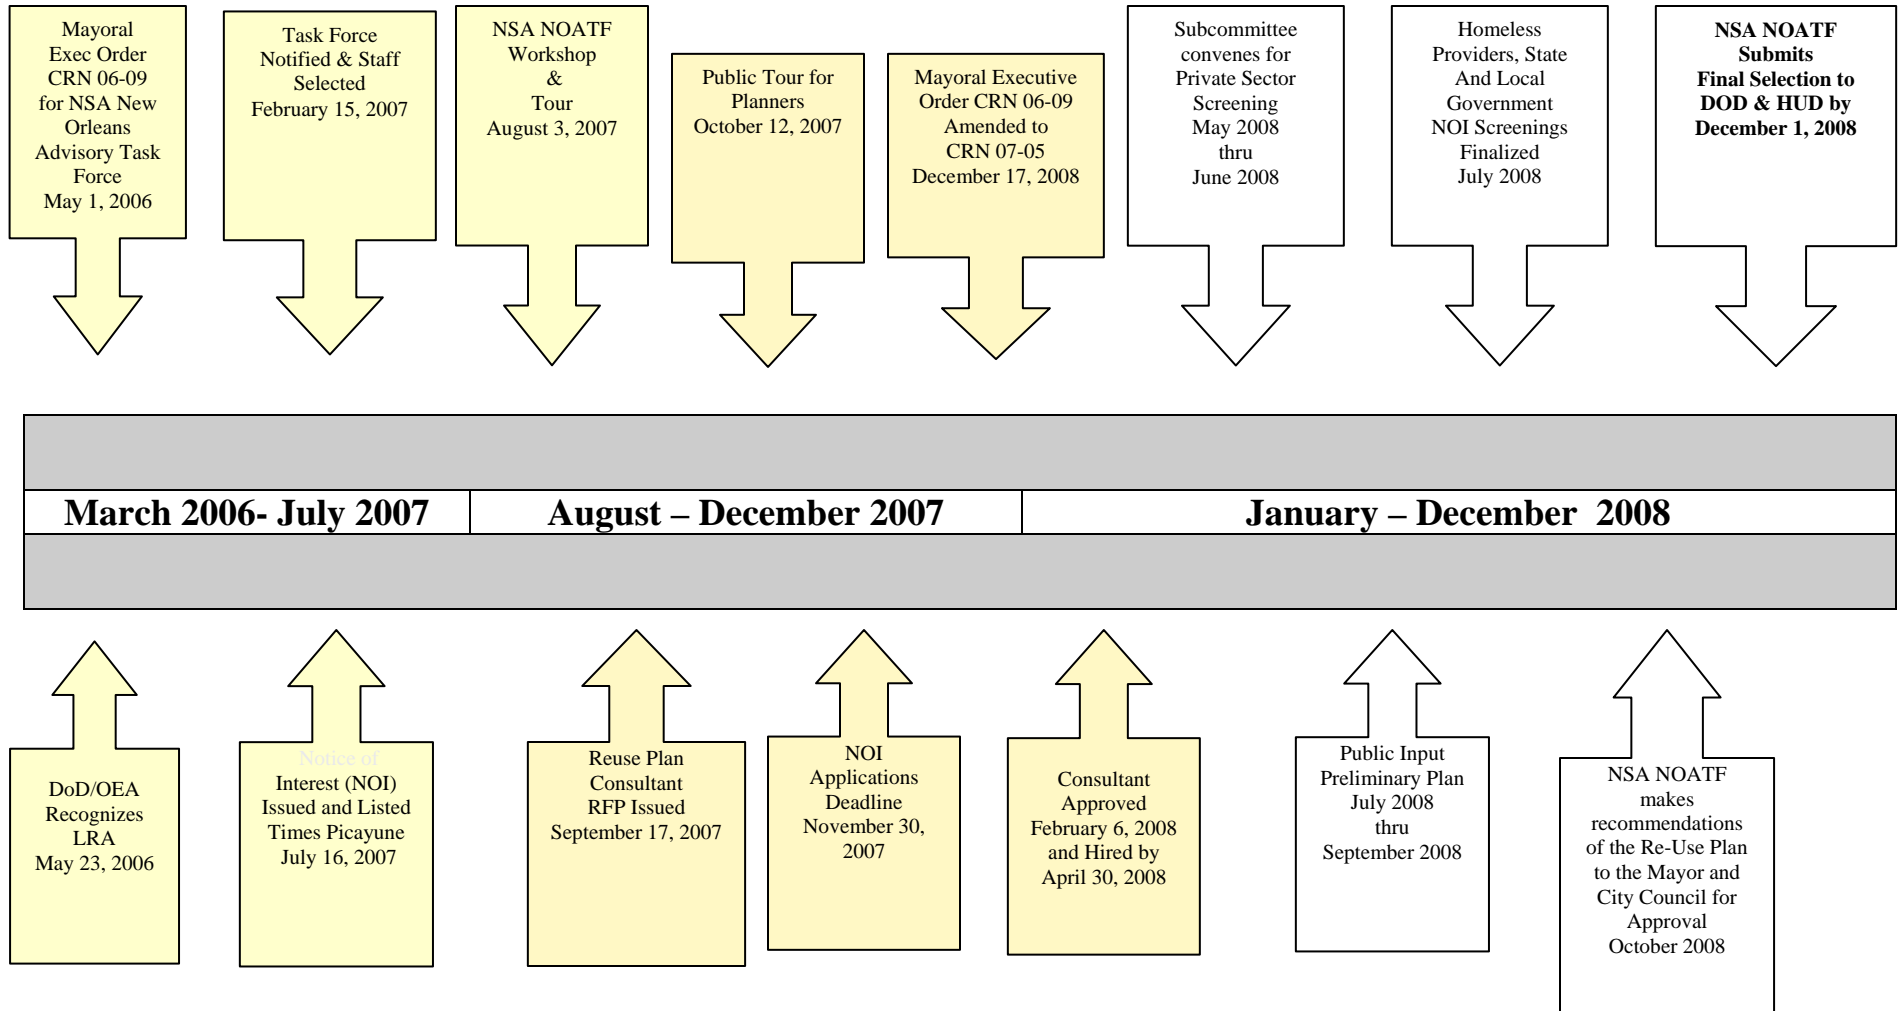 Mayoral
Exec Order
CRN 06-09
for NSA New
Orleans
Advisory Task
Force
May 1, 2006
Task Force
Notified & Staff
Selected
February 15, 2007
NSA NOATF
Workshop
&
Tour
August 3, 2007
Public Tour for
Planners
October 12, 2007
Mayoral Executive
Order CRN 06-09
Amended to
CRN 07-05
December 17, 2008
Subcommittee
convenes for
Private Sector
Screening
May 2008
thru
June 2008
Homeless
Providers, State
And Local
Government
NOI Screenings
Finalized
July 2008
NSA NOATF
Submits
Final Selection to
DOD & HUD by
December 1, 2008
March 2006- July 2007
August – December 2007
January – December 2008
DoD/OEA
Recognizes
LRA
May 23, 2006
Notice of
Interest (NOI)
Issued and Listed
Times Picayune
July 16, 2007
Reuse Plan
Consultant
RFP Issued
September 17, 2007
NOI
Applications
Deadline
November 30,
2007
Consultant
Approved
February 6, 2008
and Hired by
April 30, 2008
Public Input
Preliminary Plan
July 2008
thru
September 2008
NSA NOATF
makes
recommendations
of the Re-Use Plan
to the Mayor and
City Council for
Approval
October 2008